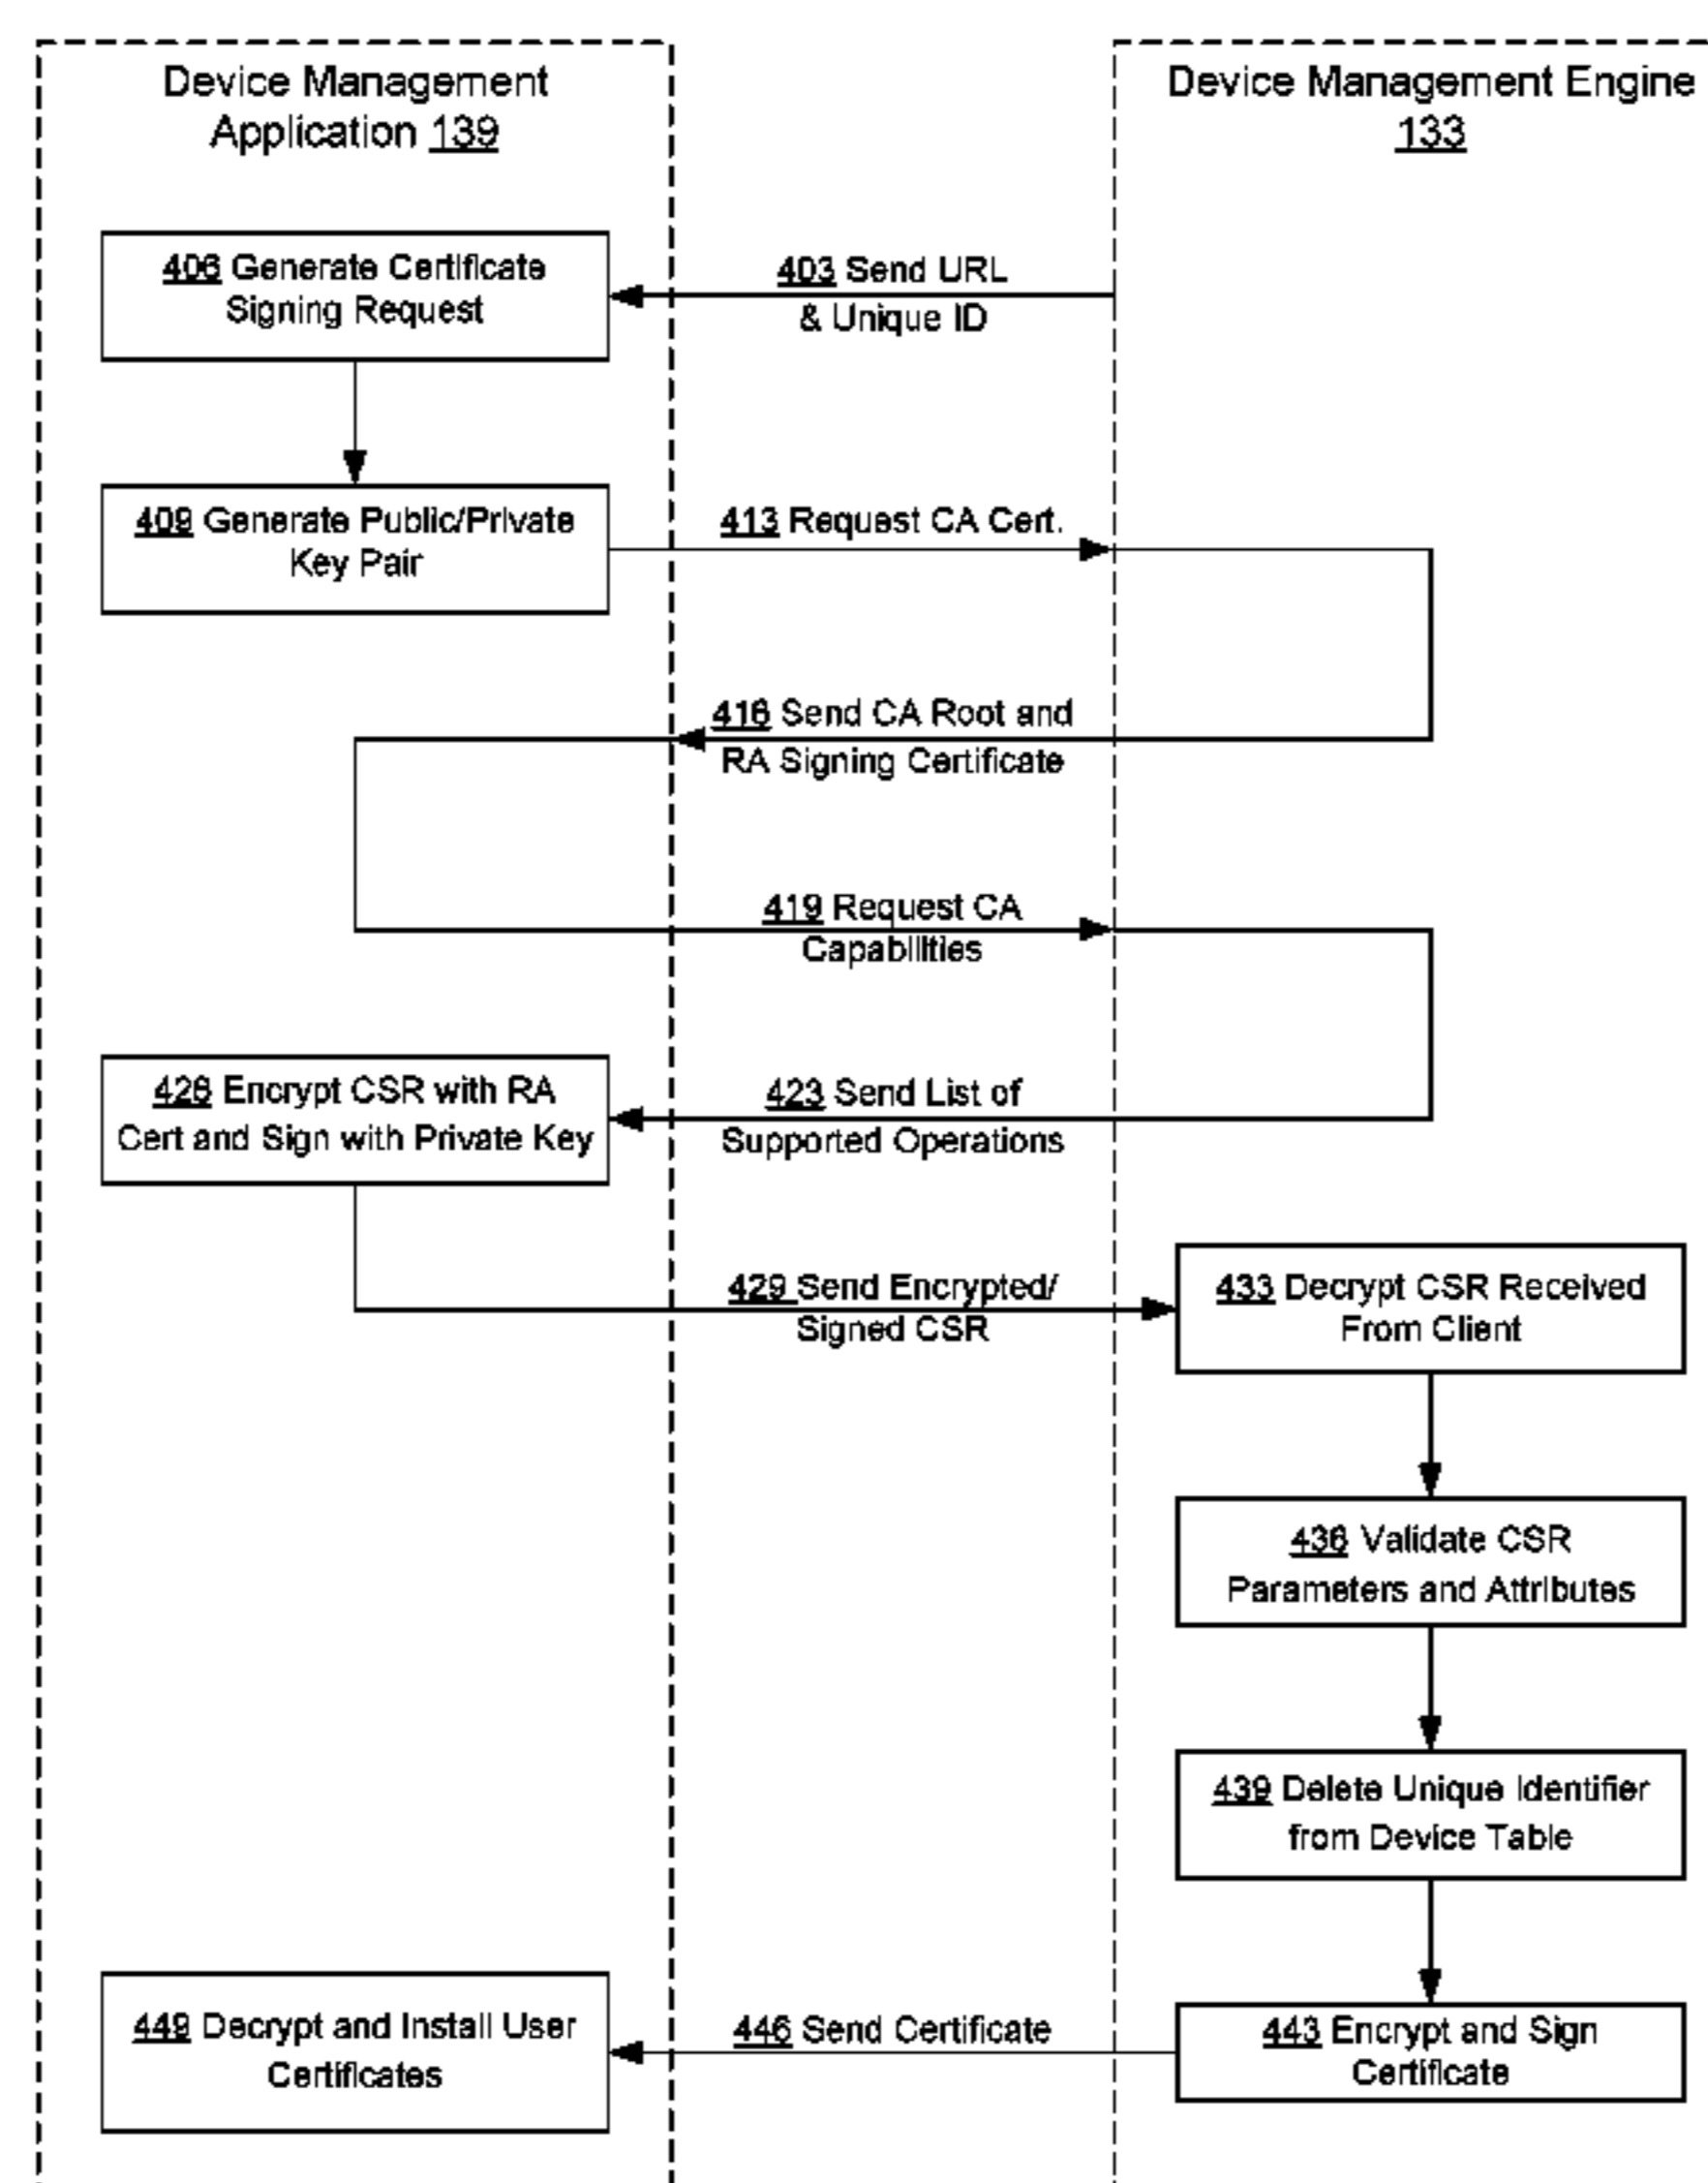 Device Management
Application 139
Device Management Engine
133
406 Generate Certificate
Signing Request
403 Send URL
& Unique ID
409 Generate Public/Private
Key Pair
413 Request CA Cert.
416 Send CA Root and
RA Signing Certificate
419 Request CA
Capabilities
426 Encrypt CSR with RA
Cert and Sign with Private Key
423 Send List of
Supported Operations
429 Send Encrypted/
Signed CSR
433 Decrypt CSR Received
From Client
436 Validate CSR
Parameters and Attributes
439 Delete Unique Identifier
from Device Table
449 Decrypt and Install User
Certificates
446 Send Certificate
443 Encrypt and Sign
Certificate